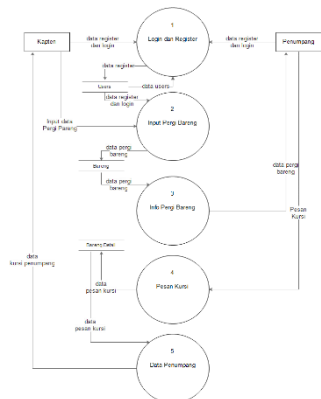 1
Kapten
data register
dan login
Login dan Register
data register
dan login
Penumpang
data register
Users
data users
data register
dan login
2
Input Pergi Bareng
Input data
Pergi Bareng
data pergi
bareng
Bareng
data pergi
bareng
data pergi
bareng
3
Info Pergi Bareng
Pesan
Kursi
Bareng Detail
data
kursi penumpang
data
pesan kursi
4
Pesan Kursi
data
pesan kursi
5
Data Penumpang